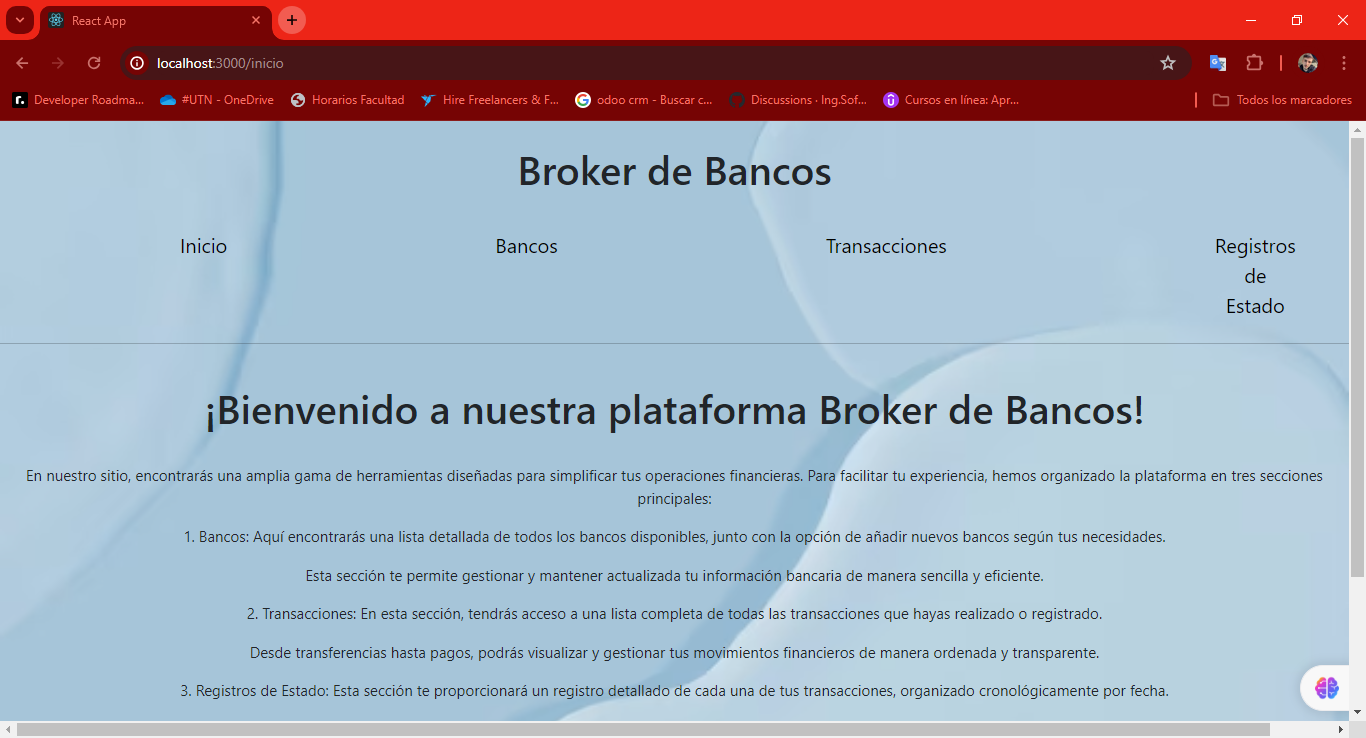 React App
localhost:3000/inicio
Developer Roadma...
#UTN - OneDrive
Horarios Facultad
Hire Freelancers & F...
odoo crm - Buscar c...
Discussions · Ing.Sof...
Cursos en línea: Apr...
Todos los marcadores
Broker de Bancos
Inicio
Bancos
Transacciones
Registros
de
Estado
¡Bienvenido a nuestra plataforma Broker de Bancos!
En nuestro sitio, encontrarás una amplia gama de herramientas diseñadas para simplificar tus operaciones financieras. Para facilitar tu experiencia, hemos organizado la plataforma en tres secciones
principales:
1. Bancos: Aquí encontrarás una lista detallada de todos los bancos disponibles, junto con la opción de añadir nuevos bancos según tus necesidades.
Esta sección te permite gestionar y mantener actualizada tu información bancaria de manera sencilla y eficiente.
2. Transacciones: En esta sección, tendrás acceso a una lista completa de todas las transacciones que hayas realizado o registrado.
Desde transferencias hasta pagos, podrás visualizar y gestionar tus movimientos financieros de manera ordenada y transparente.
3. Registros de Estado: Esta sección te proporcionará un registro detallado de cada una de tus transacciones, organizado cronológicamente por fecha.